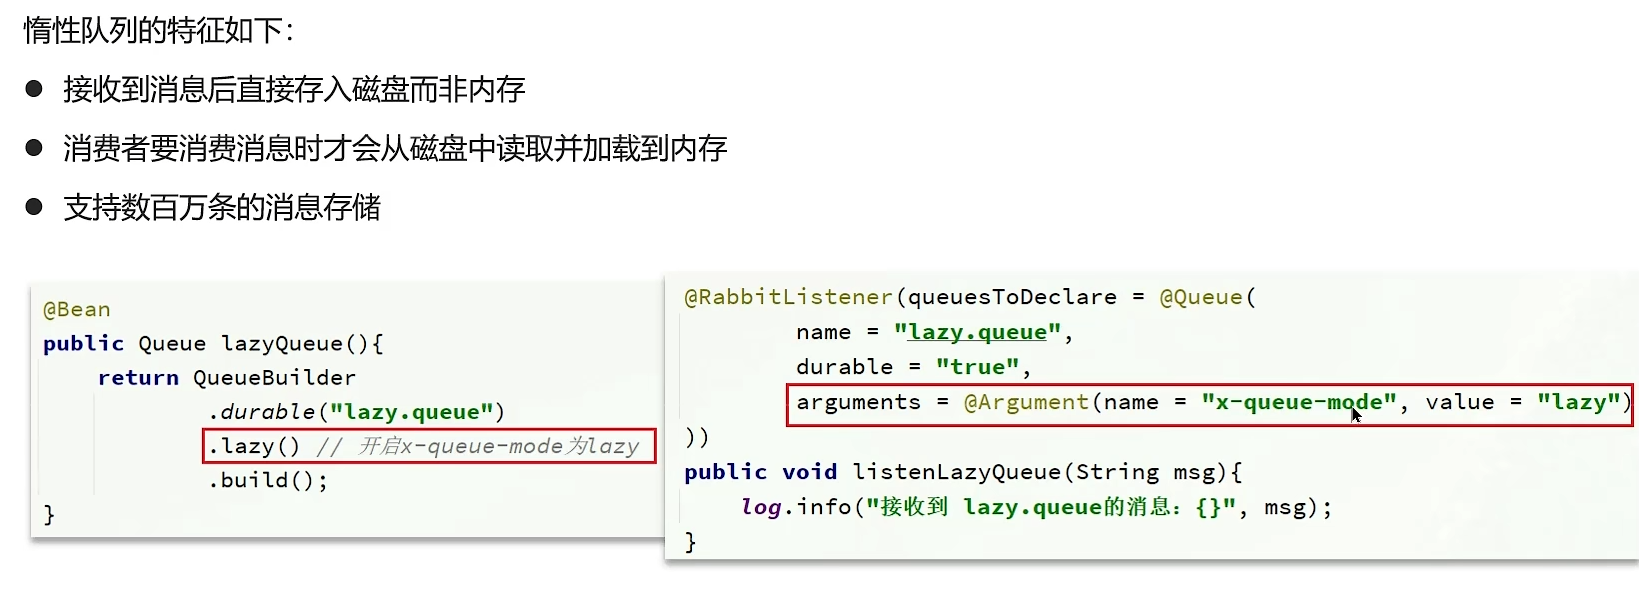 惰性队列的特征如下：
● 接收到消息后直接存入磁盘而非内存
● 消费者要消费消息时才会从磁盘中读取并加载到内存
● 支持数百万条的消息存储
@Bean
public Queue lazyQueue(){
return QueueBuilder
.durable("lazy.queue")
.lazy() // 开启x-queue-mode为lazy
.build();
}
@RabbitListener(queuesToDeclare = @Queue(
name = "lazy.queue",
durable = "true",
arguments = @Argument(name = "x-queue-mode", value = "lazy")
))
public void listenLazyQueue(String msg){
log.info("接收到 lazy.queue的消息：{}", msg);
}